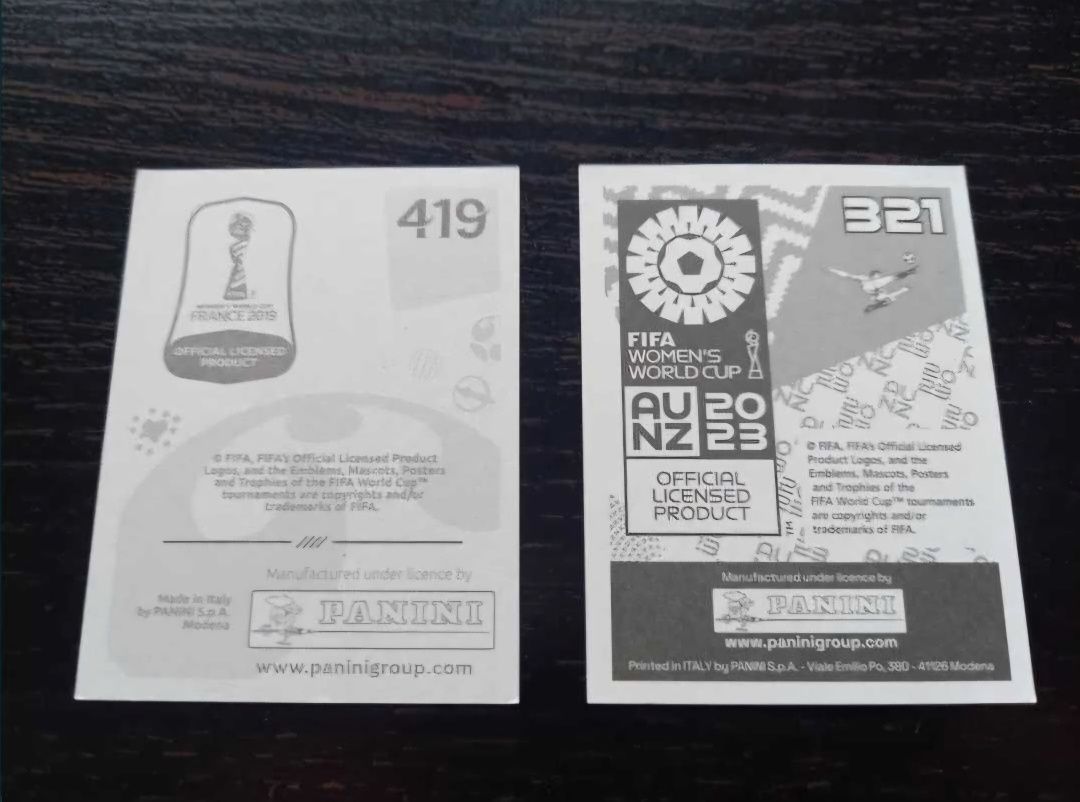 419
WOMEN'S WORLD CUP
FRANCE 2019
OFFICIAL LICENSED
PRODUCT
© FIFA, FIFA's Official Licensed Product
Logos, and the Emblems, Mascots, Posters
and Trophies of the FIFA World Cup™
tournaments are copyrights and/or
trademarks of FIFA.
Manufactured under licence by
Made in Italy
by PANINI S.p.A.
Modena
PANINI
www.paninigroup.com
321
FIFA
WOMEN'S
WORLD CUP
AU 20
NZ 23
OFFICIAL
LICENSED
PRODUCT
TM
© FIFA, FIFA's Official Licensed
Product Logos, and the
Emblems, Mascots, Posters
and Trophies of the
FIFA World Cup™ tournaments
are copyrights and/or
trademarks of FIFA.
Manufactured under licence by
PANINI
www.paninigroup.com
Printed in ITALY by PANINI S.p.A. - Viale Emilio Po, 380 - 41126 Modena